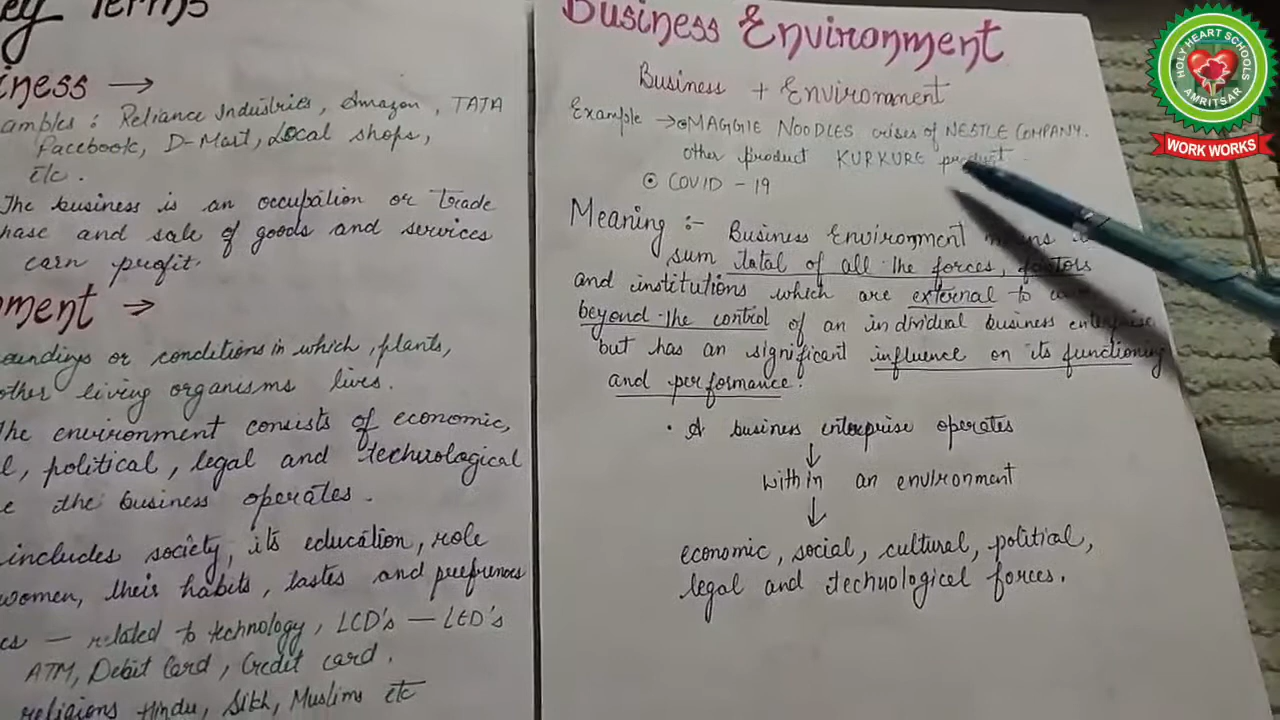 ey Terms
iness →
amples : Reliance Industries, Amazon, TATA
Facebook, D-Mart, Local shops,
etc.
The business is an occupation or trade
hase and sale of goods and services
earn profit.
nment →
oundings or conditions in which, plants,
other living organisms lives.
The environment consists of economic,
l, political, legal and technological
e the business operates.
includes society, its education, role
women, their habits, tastes and preefrences
cs — related to technology, LCD's — LED's
ATM, Debit Card, Credit card.
religions Hindu, Sikh, Muslims etc
Business Environment
Business + Environment
Example → MAGGIE NOODLES crises of NESTLE COMPANY.
other product KURKURE product
COVID - 19
Meaning :- Business Environment means
sum total of all the forces, factors
and institutions which are external to
beyond the control of an individual business enterprise
but has an significant influence on its functioning
and performance.
• A business enterprise operates
↓
within an environment
↓
economic, social, cultural, political,
legal and technological forces.
HOLY HEART SCHOOLS
AMRITSAR
WORK WORKS